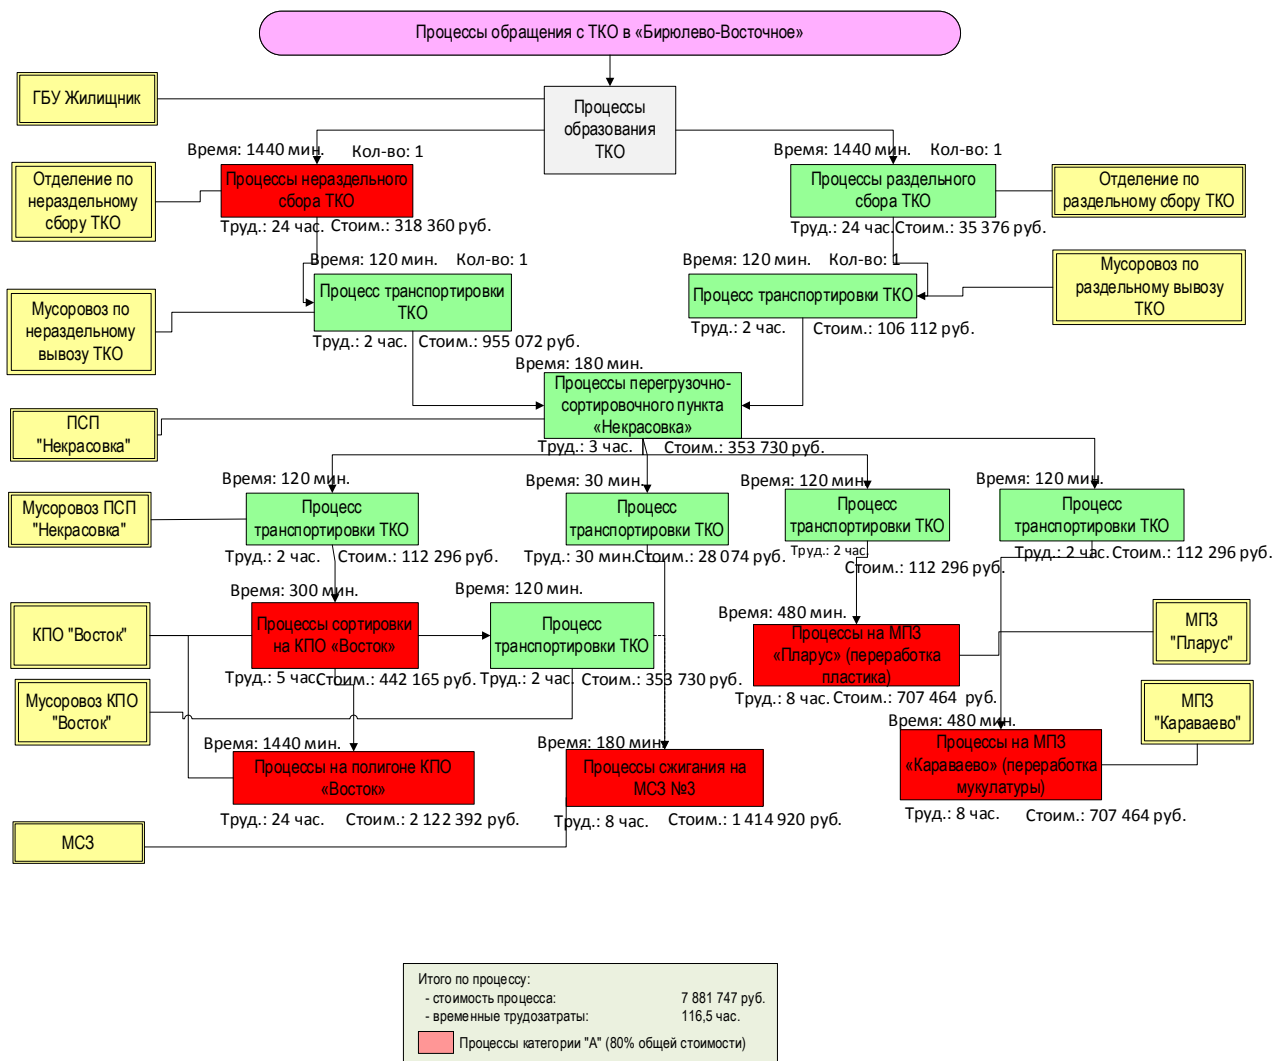 Процессы обращения с ТКО в «Бирюлево-Восточное»
ГБУ Жилищник
Процессы
образования
ТКО
Время: 1440 мин.
Кол-во: 1
Время: 1440 мин.
Кол-во: 1
Отделение по
нераздельному
сбору ТКО
Процессы нераздельного
сбора ТКО
Процессы раздельного
сбора ТКО
Отделение по
раздельному сбору ТКО
Труд.: 24 час.
Стоим.: 318 360 руб.
Труд.: 24 час.
Стоим.: 35 376 руб.
Время: 120 мин.
Кол-во: 1
Время: 120 мин.
Кол-во: 1
Мусоровоз по
нераздельному
вывозу ТКО
Процесс транспортировки
ТКО
Процесс транспортировки ТКО
Мусоровоз по
раздельному вывозу
ТКО
Труд.: 2 час.
Стоим.: 955 072 руб.
Труд.: 2 час.
Стоим.: 106 112 руб.
Время: 180 мин.
Процессы перегрузочно-
сортировочного пункта
«Некрасовка»
ПСП
"Некрасовка"
Труд.: 3 час.
Стоим.: 353 730 руб.
Время: 120 мин.
Время: 30 мин.
Время: 120 мин.
Время: 120 мин.
Мусоровоз ПСП
"Некрасовка"
Процесс
транспортировки ТКО
Процесс
транспортировки ТКО
Процесс
транспортировки ТКО
Процесс
транспортировки ТКО
Труд.: 2 час.
Стоим.: 112 296 руб.
Труд.: 30 мин.
Стоим.: 28 074 руб.
Труд.: 2 час.
Стоим.: 112 296 руб.
Труд.: 2 час.
Стоим.: 112 296 руб.
Время: 300 мин.
Время: 120 мин.
Время: 480 мин.
КПО "Восток"
Процессы сортировки
на КПО «Восток»
Процесс
транспортировки ТКО
Процессы на МПЗ
«Пларус» (переработка
пластика)
МПЗ
"Пларус"
Труд.: 5 час.
Стоим.: 442 165 руб.
Труд.: 2 час.
Стоим.: 353 730 руб.
Труд.: 8 час.
Стоим.: 707 464 руб.
Мусоровоз КПО
"Восток"
МПЗ
"Караваево"
Время: 1440 мин.
Время: 180 мин.
Время: 480 мин.
Процессы на полигоне КПО
«Восток»
Процессы сжигания на
МСЗ №3
Процессы на МПЗ
«Караваево» (переработка
мукулатуры)
Труд.: 24 час.
Стоим.: 2 122 392 руб.
Труд.: 8 час.
Стоим.: 1 414 920 руб.
Труд.: 8 час.
Стоим.: 707 464 руб.
МСЗ
Итого по процессу:
- стоимость процесса: 7 881 747 руб.
- временные трудозатраты: 116,5 час.
Процессы категории "А" (80% общей стоимости)